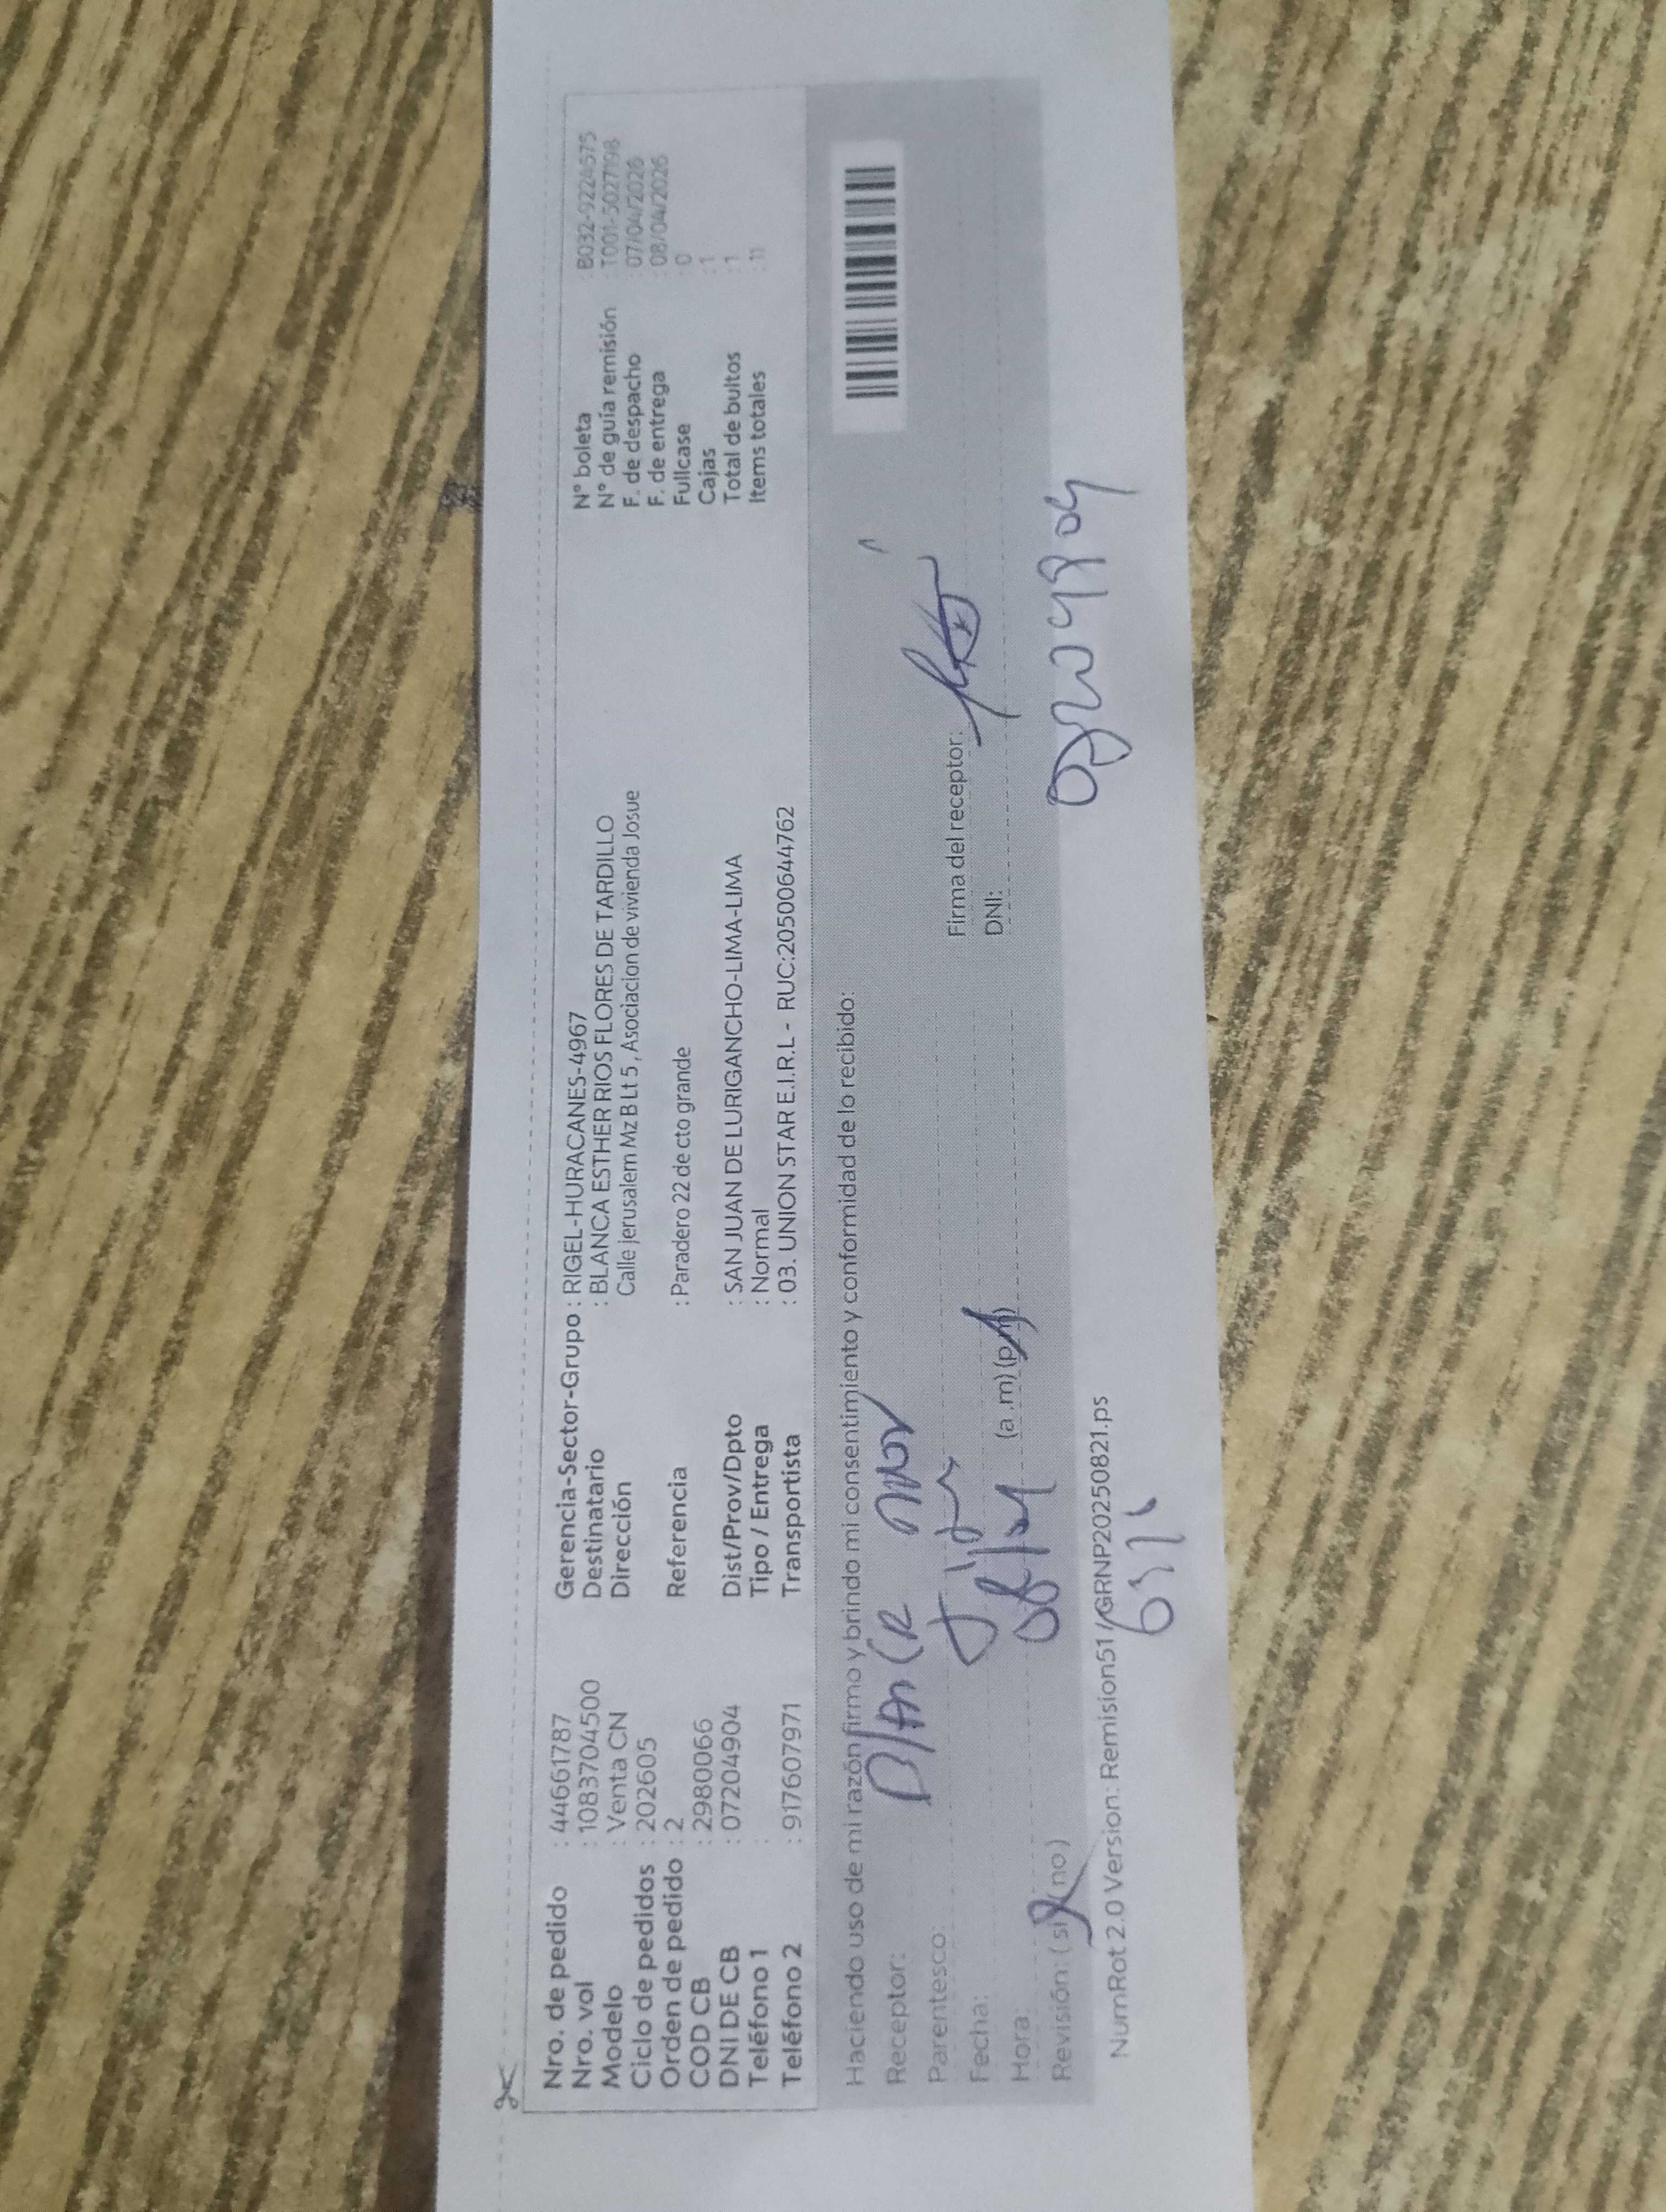 Nro. de pedido : 44661787
Nro. vol : 10837045​00
Modelo : Venta CN
Ciclo de pedidos : 202605
Orden de pedido : 2
COD CB : 2980066
DNI DE CB : 07204904
Teléfono 1 :
Teléfono 2 : 917607971
Gerencia-Sector-Grupo : RIGEL-HURACANES-4967
Destinatario : BLANCA ESTHER RIOS FLORES DE TARDILLO
Dirección Calle jerusalem Mz B Lt 5 , Asociacion de vivienda Josue
Referencia : Paradero 22 de cto grande
Dist/Prov/Dpto : SAN JUAN DE LURIGANCHO-LIMA-LIMA
Tipo / Entrega : Normal
Transportista : 03. UNION STAR E.I.R.L - RUC:20500644762
N° boleta : B032-9224575
N° de guía remisión : T001-5027198
F. de despacho : 07/04/2026
F. de entrega : 08/04/2026
Fullcase : 0
Cajas : 1
Total de bultos : 1
Items totales : 11
Haciendo uso de mi razón firmo y brindo mi consentimiento y conformidad de lo recibido:
Receptor:
Parentesco:
Fecha:
Hora: (a .m) (p.m)
Revisión: ( si ) ( no )
Firma del receptor:
DNI: 07204904
NumRot 2.0 Version: Remision51 /GRNP20250821.ps